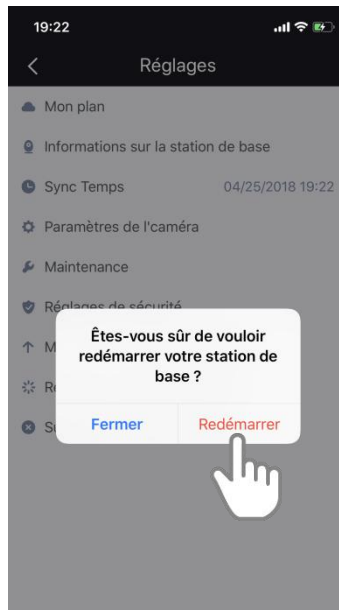 19:22
Réglages
Mon plan
Informations sur la station de base
Sync Temps 04/25/2018 19:22
Paramètres de l'caméra
Maintenance
Réglages de sécurité
M
Êtes-vous sûr de vouloir
redémarrer votre station de
base ?
Fermer Redémarrer